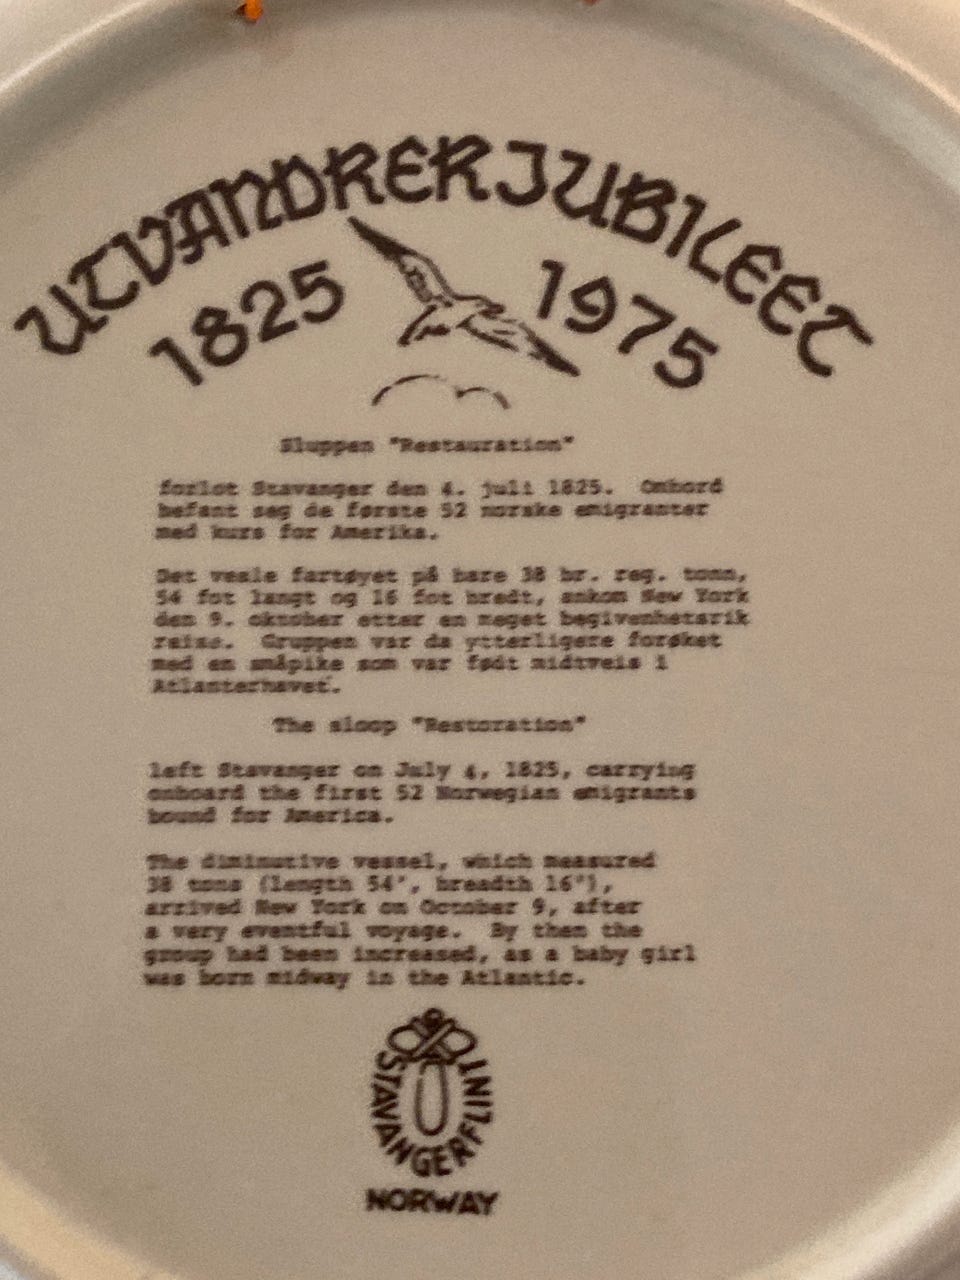 UTVANDRERJUBILEET
1825 1975
Sluppen "Restauration"
forlot Stavanger den 4. juli 1825. Ombord
befant seg de første 52 norske emigranter
med kurs for Amerika.
Det vesle fartøyet på bare 38 br. reg. tonn,
54 fot langt og 16 fot bredt, ankom New York
den 9. oktober etter en meget begivenhetsrik
reise. Gruppen var da ytterligere forøket
med en småpike som var født midtveis i
Atlanterhavet.
The sloop "Restoration"
left Stavanger on July 4, 1825, carrying
onboard the first 52 Norwegian emigrants
bound for America.
The diminutive vessel, which measured
38 tons (length 54', breadth 16'),
arrived New York on October 9, after
a very eventful voyage. By then the
group had been increased, as a baby girl
was born midway in the Atlantic.
STAVANGERFLINT
NORWAY